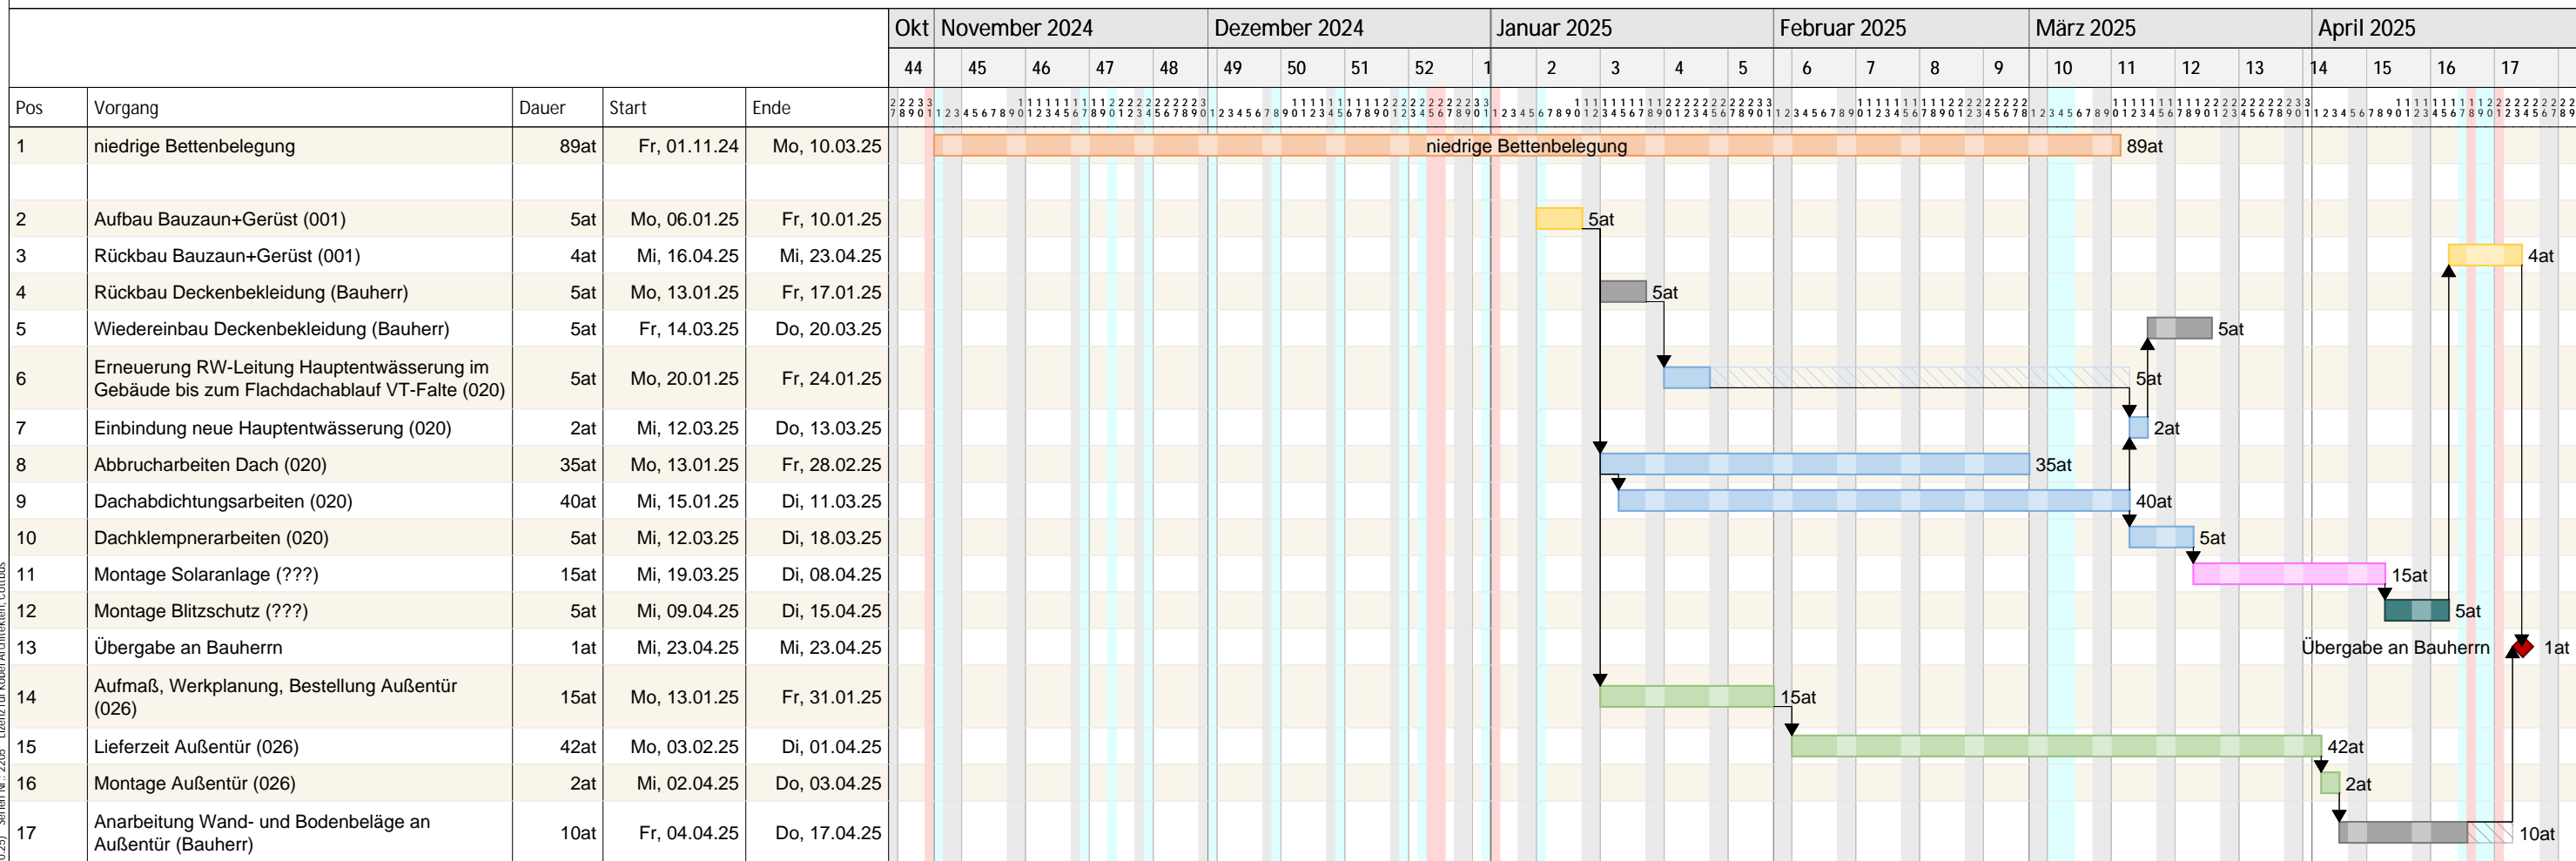 Okt November 2024 Dezember 2024 Januar 2025 Februar 2025 März 2025 April 2025
44 45 46 47 48 49 50 51 52 1 2 3 4 5 6 7 8 9 10 11 12 13 14 15 16 17
Pos Vorgang Dauer Start Ende
1 niedrige Bettenbelegung 89at Fr, 01.11.24 Mo, 10.03.25 niedrige Bettenbelegung 89at
2 Aufbau Bauzaun+Gerüst (001) 5at Mo, 06.01.25 Fr, 10.01.25 5at
3 Rückbau Bauzaun+Gerüst (001) 4at Mi, 16.04.25 Mi, 23.04.25 4at
4 Rückbau Deckenbekleidung (Bauherr) 5at Mo, 13.01.25 Fr, 17.01.25 5at
5 Wiedereinbau Deckenbekleidung (Bauherr) 5at Fr, 14.03.25 Do, 20.03.25 5at
6 Erneuerung RW-Leitung Hauptentwässerung im
Gebäude bis zum Flachdachablauf VT-Falte (020) 5at Mo, 20.01.25 Fr, 24.01.25 5at
7 Einbindung neue Hauptentwässerung (020) 2at Mi, 12.03.25 Do, 13.03.25 2at
8 Abbrucharbeiten Dach (020) 35at Mo, 13.01.25 Fr, 28.02.25 35at
9 Dachabdichtungsarbeiten (020) 40at Mi, 15.01.25 Di, 11.03.25 40at
10 Dachklempnerarbeiten (020) 5at Mi, 12.03.25 Di, 18.03.25 5at
11 Montage Solaranlage (???) 15at Mi, 19.03.25 Di, 08.04.25 15at
12 Montage Blitzschutz (???) 5at Mi, 09.04.25 Di, 15.04.25 5at
13 Übergabe an Bauherrn 1at Mi, 23.04.25 Mi, 23.04.25 Übergabe an Bauherrn 1at
14 Aufmaß, Werkplanung, Bestellung Außentür
(026) 15at Mo, 13.01.25 Fr, 31.01.25 15at
15 Lieferzeit Außentür (026) 42at Mo, 03.02.25 Di, 01.04.25 42at
16 Montage Außentür (026) 2at Mi, 02.04.25 Do, 03.04.25 2at
17 Anarbeitung Wand- und Bodenbeläge an
Außentür (Bauherr) 10at Fr, 04.04.25 Do, 17.04.25 10at